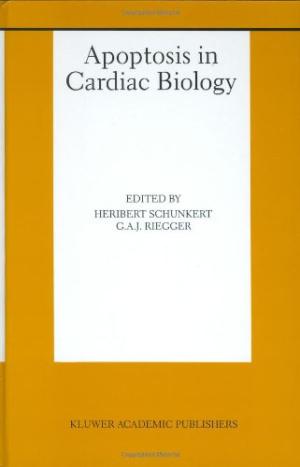 Apoptosis in
Cardiac Biology
EDITED BY
HERIBERT SCHUNKERT
G.A.J. RIEGGER
KLUWER ACADEMIC PUBLISHERS